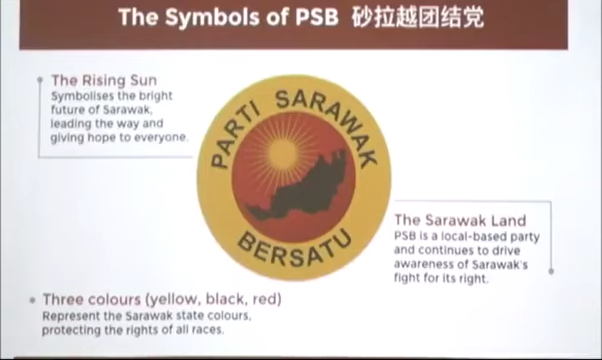 The Symbols of PSB 砂拉越团结党
The Rising Sun
Symbolises the bright
future of Sarawak,
leading the way and
giving hope to everyone.
PARTI SARAWAK
BERSATU
The Sarawak Land
PSB is a local-based party
and continues to drive
awareness of Sarawak's
fight for its right.
Three colours (yellow, black, red)
Represent the Sarawak state colours,
protecting the rights of all races.